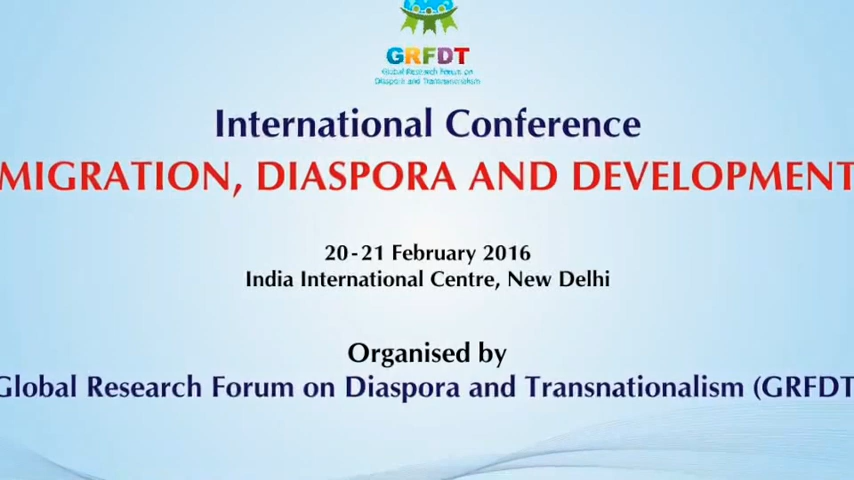 GRFDT
Global Research Forum on
Diaspora and Transnationalism
International Conference
MIGRATION, DIASPORA AND DEVELOPMENT
20-21 February 2016
India International Centre, New Delhi
Organised by
Global Research Forum on Diaspora and Transnationalism (GRFDT